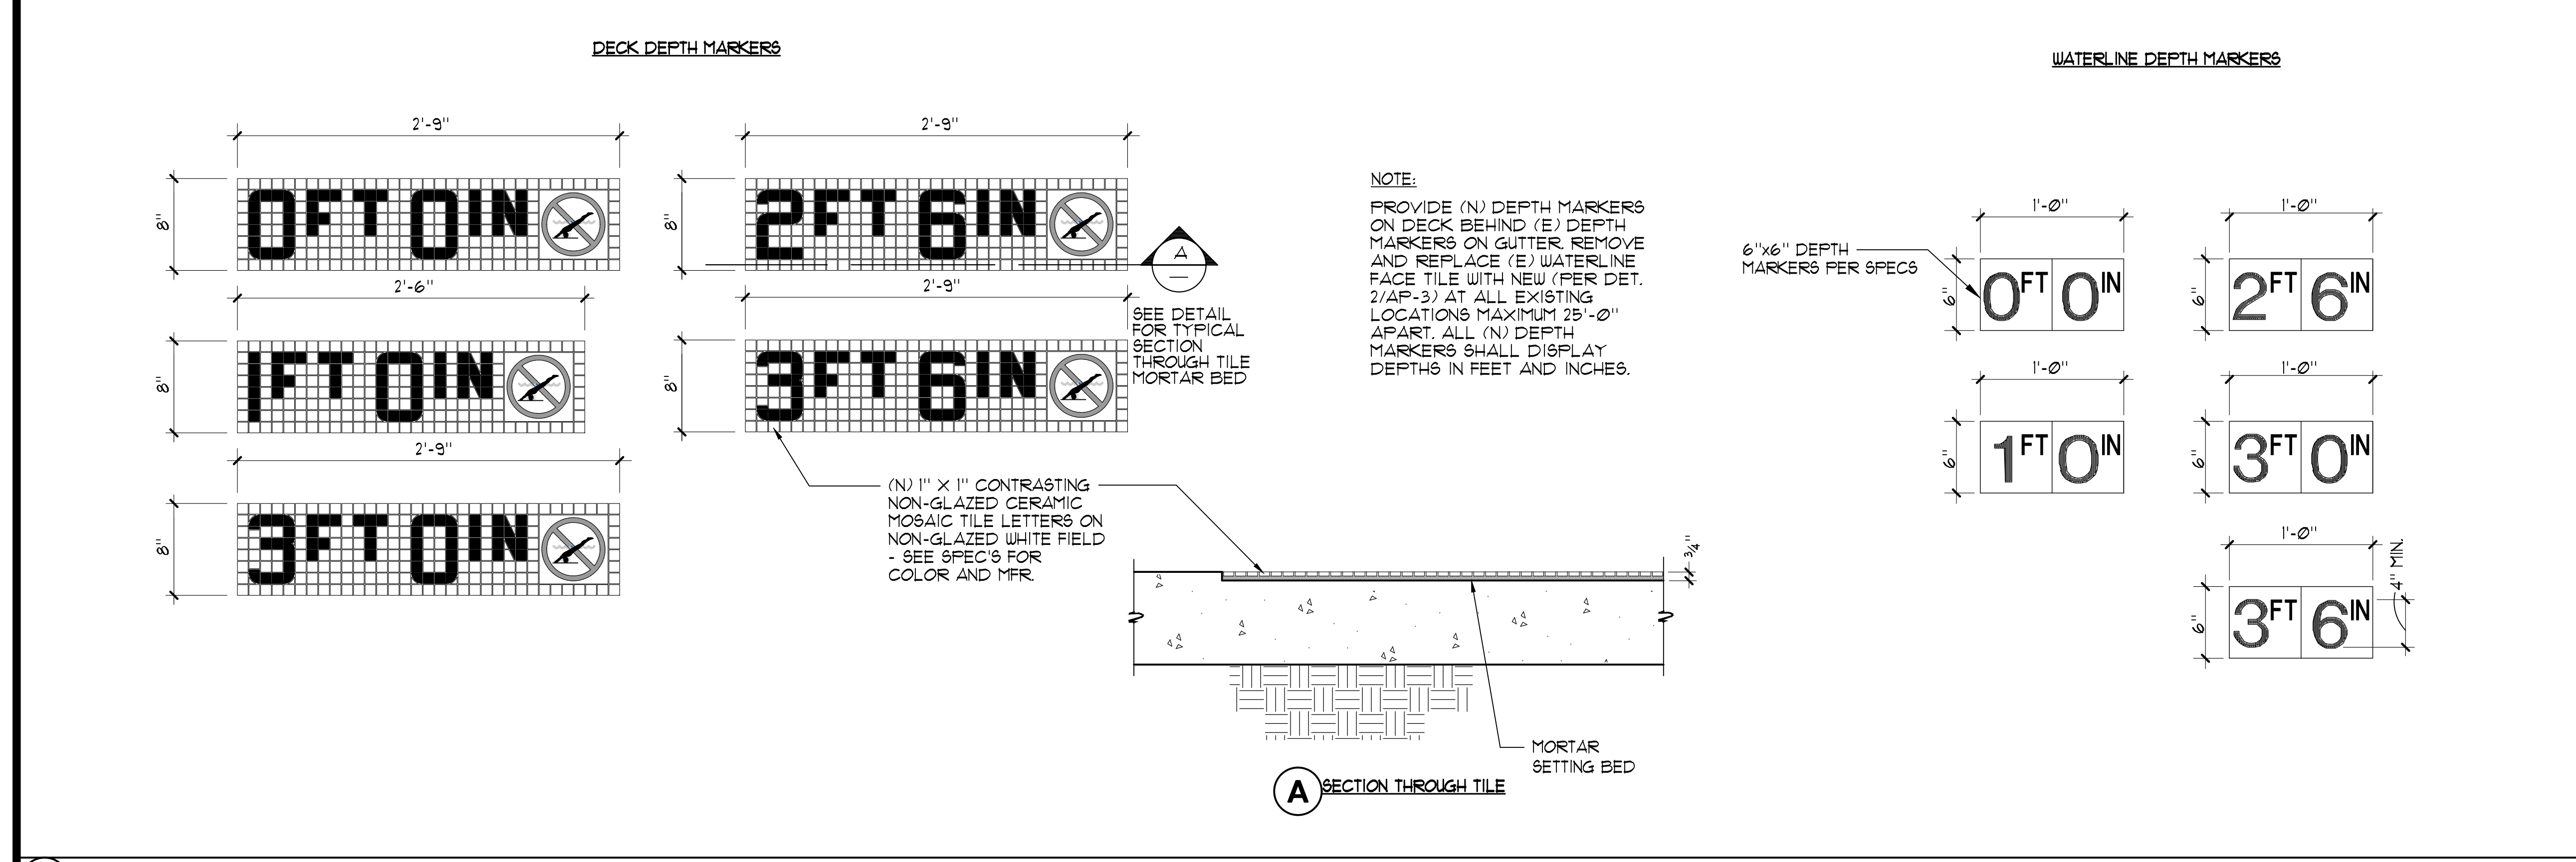 DECK DEPTH MARKERS
2'-9"
8"
0FT 0IN
2'-6"
8"
1FT 0IN
2'-9"
8"
3FT 0IN
2'-9"
8"
2FT 6IN
A
2'-9"
8"
3FT 6IN
SEE DETAIL
FOR TYPICAL
SECTION
THROUGH TILE
MORTAR BED
(N) 1" X 1" CONTRASTING
NON-GLAZED CERAMIC
MOSAIC TILE LETTERS ON
NON-GLAZED WHITE FIELD
- SEE SPEC'S FOR
COLOR AND MFR.
NOTE:
PROVIDE (N) DEPTH MARKERS
ON DECK BEHIND (E) DEPTH
MARKERS ON GUTTER. REMOVE
AND REPLACE (E) WATERLINE
FACE TILE WITH NEW (PER DET.
2/AP-3) AT ALL EXISTING
LOCATIONS MAXIMUM 25'-0"
APART. ALL (N) DEPTH
MARKERS SHALL DISPLAY
DEPTHS IN FEET AND INCHES.
3/4"
MORTAR
SETTING BED
A SECTION THROUGH TILE
WATERLINE DEPTH MARKERS
6"x6" DEPTH
MARKERS PER SPECS
1'-0"
6"
0FT 0IN
1'-0"
6"
1FT 0IN
1'-0"
6"
2FT 6IN
1'-0"
6"
3FT 0IN
1'-0"
6"
3FT 6IN
4" MIN.